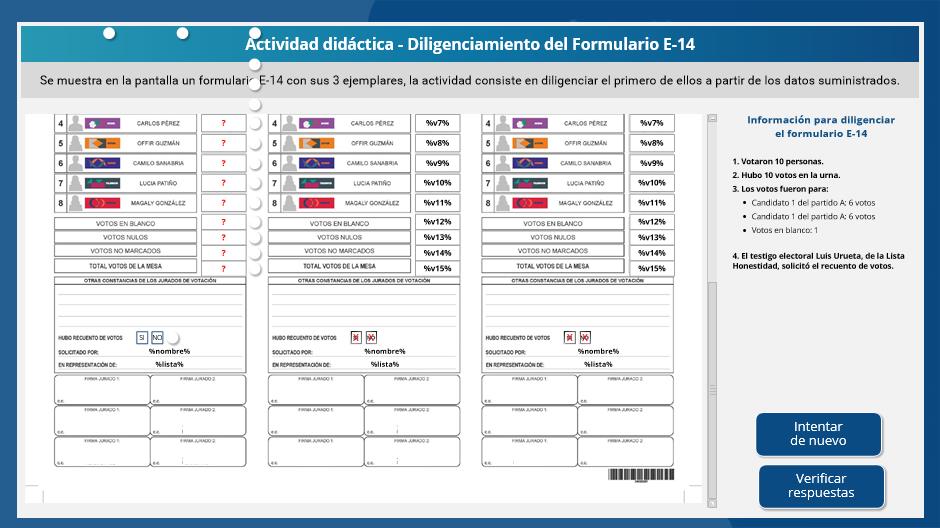 Actividad didáctica - Diligenciamiento del Formulario E-14
Se muestra en la pantalla un formulario E-14 con sus 3 ejemplares, la actividad consiste en diligenciar el primero de ellos a partir de los datos suministrados.
4 CARLOS PÉREZ ? 4 CARLOS PÉREZ %v7% 4 CARLOS PÉREZ %v7%
5 OFFIR GUZMÁN ? 5 OFFIR GUZMÁN %v8% 5 OFFIR GUZMÁN %v8%
6 CAMILO SANABRIA ? 6 CAMILO SANABRIA %v9% 6 CAMILO SANABRIA %v9%
7 LUCIA PATIÑO ? 7 LUCIA PATIÑO %v10% 7 LUCIA PATIÑO %v10%
8 MAGALY GONZÁLEZ ? 8 MAGALY GONZÁLEZ %v11% 8 MAGALY GONZÁLEZ %v11%
VOTOS EN BLANCO ? VOTOS EN BLANCO %v12% VOTOS EN BLANCO %v12%
VOTOS NULOS ? VOTOS NULOS %v13% VOTOS NULOS %v13%
VOTOS NO MARCADOS ? VOTOS NO MARCADOS %v14% VOTOS NO MARCADOS %v14%
TOTAL VOTOS DE LA MESA ? TOTAL VOTOS DE LA MESA %v15% TOTAL VOTOS DE LA MESA %v15%
OTRAS CONSTANCIAS DE LOS JURADOS DE VOTACIÓN OTRAS CONSTANCIAS DE LOS JURADOS DE VOTACIÓN OTRAS CONSTANCIAS DE LOS JURADOS DE VOTACIÓN
HUBO RECUENTO DE VOTOS SI NO HUBO RECUENTO DE VOTOS HUBO RECUENTO DE VOTOS
SOLICITADO POR: %nombre% SOLICITADO POR: %nombre% SOLICITADO POR: %nombre%
EN REPRESENTACIÓN DE: %lista% EN REPRESENTACIÓN DE: %lista% EN REPRESENTACIÓN DE: %lista%
FIRMA JURADO 1: FIRMA JURADO 2: FIRMA JURADO 1: FIRMA JURADO 2: FIRMA JURADO 1: FIRMA JURADO 2:
c.c. c.c. c.c. c.c. c.c. c.c.
FIRMA JURADO 1: FIRMA JURADO 2: FIRMA JURADO 1: FIRMA JURADO 2: FIRMA JURADO 1: FIRMA JURADO 2:
c.c. c.c. c.c. c.c. c.c. c.c.
FIRMA JURADO 1: FIRMA JURADO 2: FIRMA JURADO 1: FIRMA JURADO 2: FIRMA JURADO 1: FIRMA JURADO 2:
c.c. c.c. c.c. c.c. c.c. c.c.
Información para diligenciar
el formulario E-14
1. Votaron 10 personas.
2. Hubo 10 votos en la urna.
3. Los votos fueron para:
• Candidato 1 del partido A: 6 votos
• Candidato 1 del partido A: 6 votos
• Votos en blanco: 1
4. El testigo electoral Luis Urueta, de la Lista
Honestidad, solicitó el recuento de votos.
Intentar
de nuevo
Verificar
respuestas